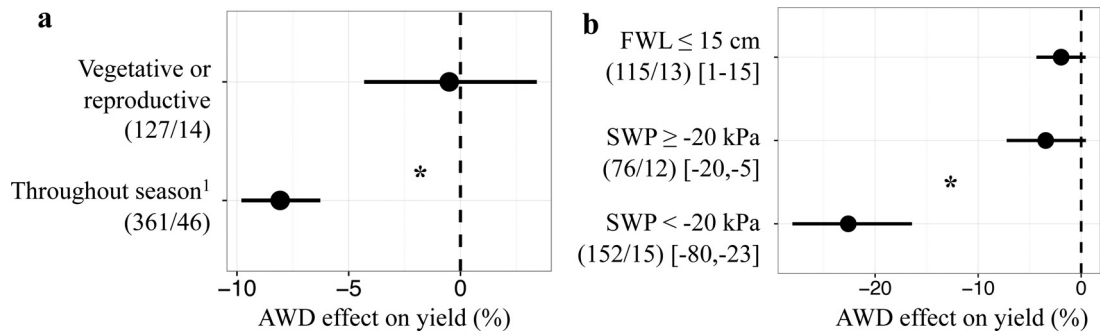 a
Vegetative or
reproductive
(127/14)
*
Throughout season¹
(361/46)
−10 −5 0
AWD effect on yield (%)
b
FWL ≤ 15 cm
(115/13) [1-15]
SWP ≥ -20 kPa
(76/12) [-20,-5]
*
SWP < -20 kPa
(152/15) [-80,-23]
−20 −10 0
AWD effect on yield (%)